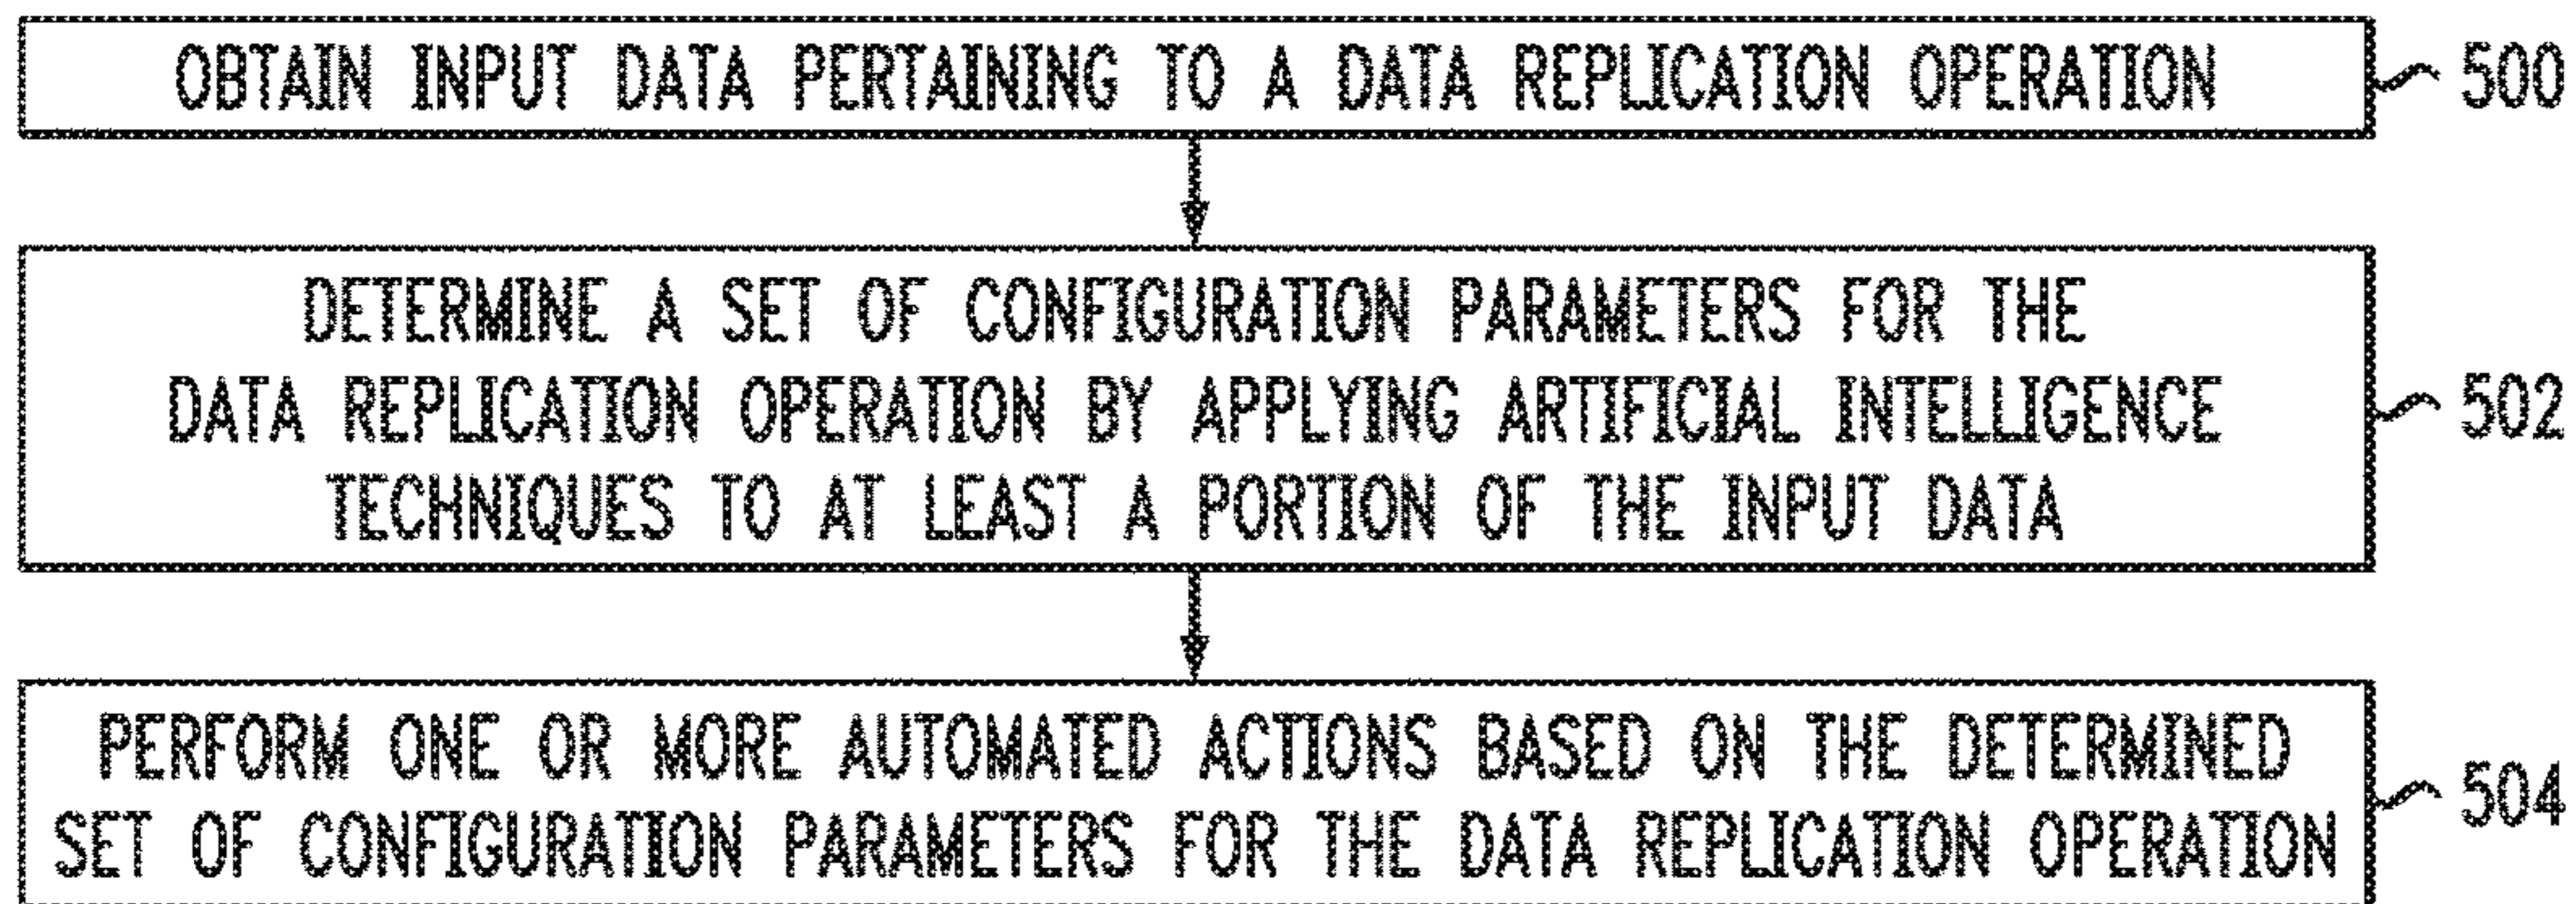 OBTAIN INPUT DATA PERTAINING TO A DATA REPLICATION OPERATION
500
DETERMINE A SET OF CONFIGURATION PARAMETERS FOR THE
DATA REPLICATION OPERATION BY APPLYING ARTIFICIAL INTELLIGENCE
TECHNIQUES TO AT LEAST A PORTION OF THE INPUT DATA
502
PERFORM ONE OR MORE AUTOMATED ACTIONS BASED ON THE DETERMINED
SET OF CONFIGURATION PARAMETERS FOR THE DATA REPLICATION OPERATION
504